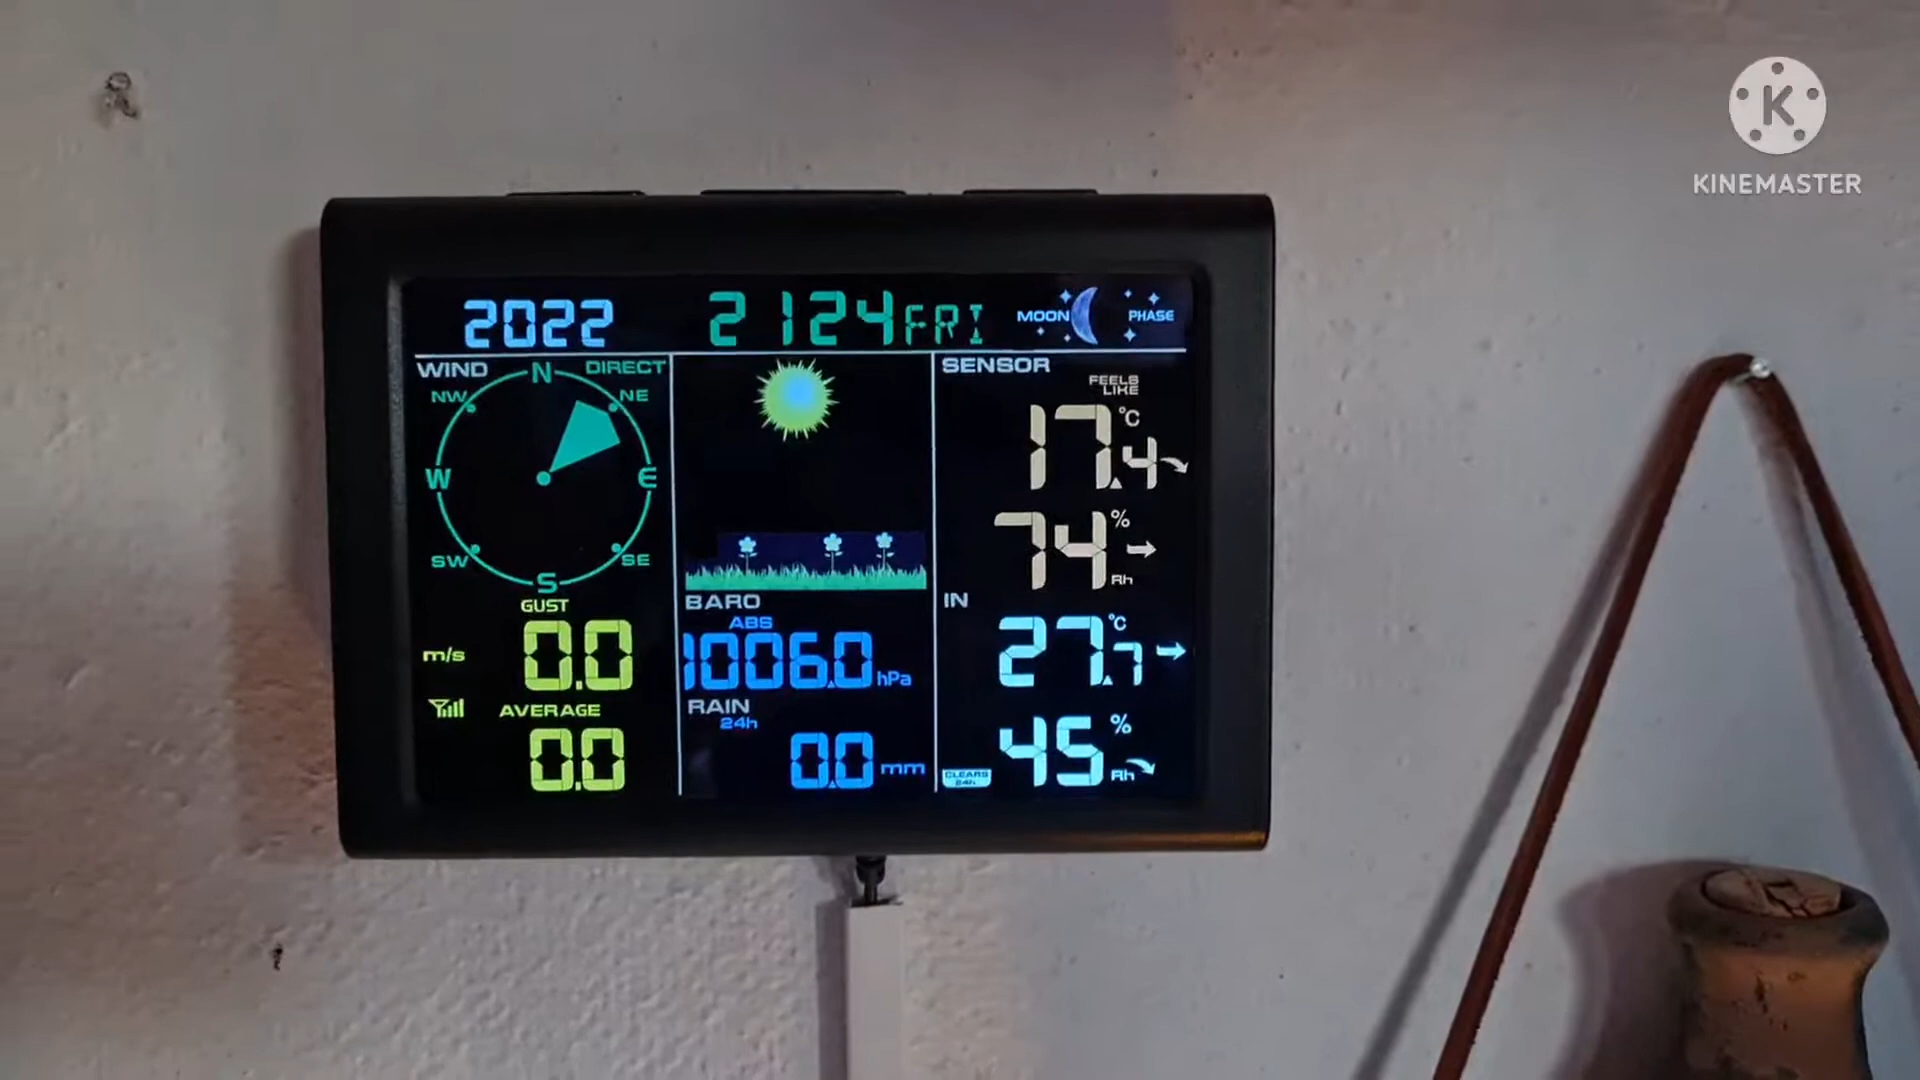 K
KINEMASTER
2022 2 124 FRI MOON PHASE
WIND DIRECT
N
NW NE
W E
SW SE
S
GUST
m/s 0.0
AVERAGE
0.0
BARO
ABS
1006.0 hPa
RAIN
24h
0.0 mm
SENSOR
FEELS
LIKE
17.4 °C
74 %
Rh
IN
27.7 °C
45 %
Rh
CLEARS
24h